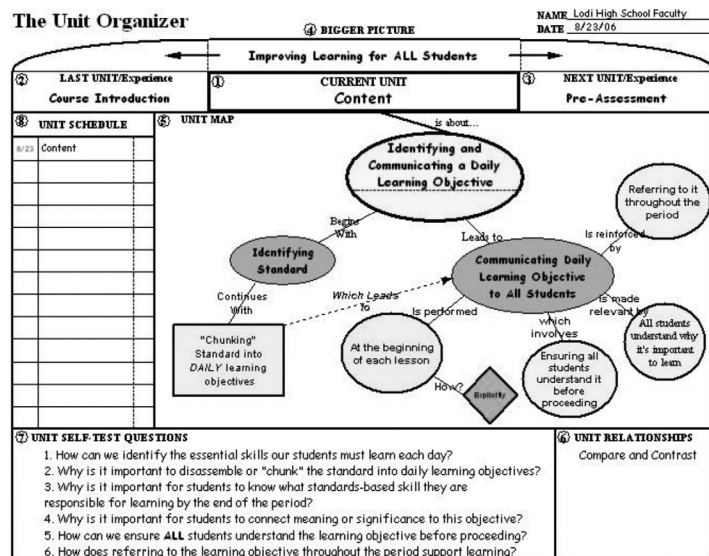 The Unit Organizer
NAME Lodi High School Faculty
DATE 8/23/06
④ BIGGER PICTURE
Improving Learning for ALL Students
② LAST UNIT/Experience
Course Introduction
① CURRENT UNIT
Content
③ NEXT UNIT/Experience
Pre-Assessment
⑧ UNIT SCHEDULE
8/23 Content
⑤ UNIT MAP
is about...
Identifying and
Communicating a Daily
Learning Objective
Begins
With
Identifying
Standard
Continues
With
"Chunking"
Standard into
DAILY learning
objectives
Which Leads
to
Leads to
Communicating Daily
Learning Objective
to All Students
Is reinforced
by
Referring to it
throughout the
period
Is made
relevant by
All students
understand why
it's important
to learn
which
involves
Ensuring all
students
understand it
before
proceeding
Is performed
At the beginning
of each lesson
How?
Explicitly
⑦ UNIT SELF-TEST QUESTIONS
1. How can we identify the essential skills our students must learn each day?
2. Why is it important to disassemble or "chunk" the standard into daily learning objectives?
3. Why is it important for students to know what standards-based skill they are
responsible for learning by the end of the period?
4. Why is it important for students to connect meaning or significance to this objective?
5. How can we ensure ALL students understand the learning objective before proceeding?
6. How does referring to the learning objective throughout the period support learning?
⑥ UNIT RELATIONSHIPS
Compare and Contrast